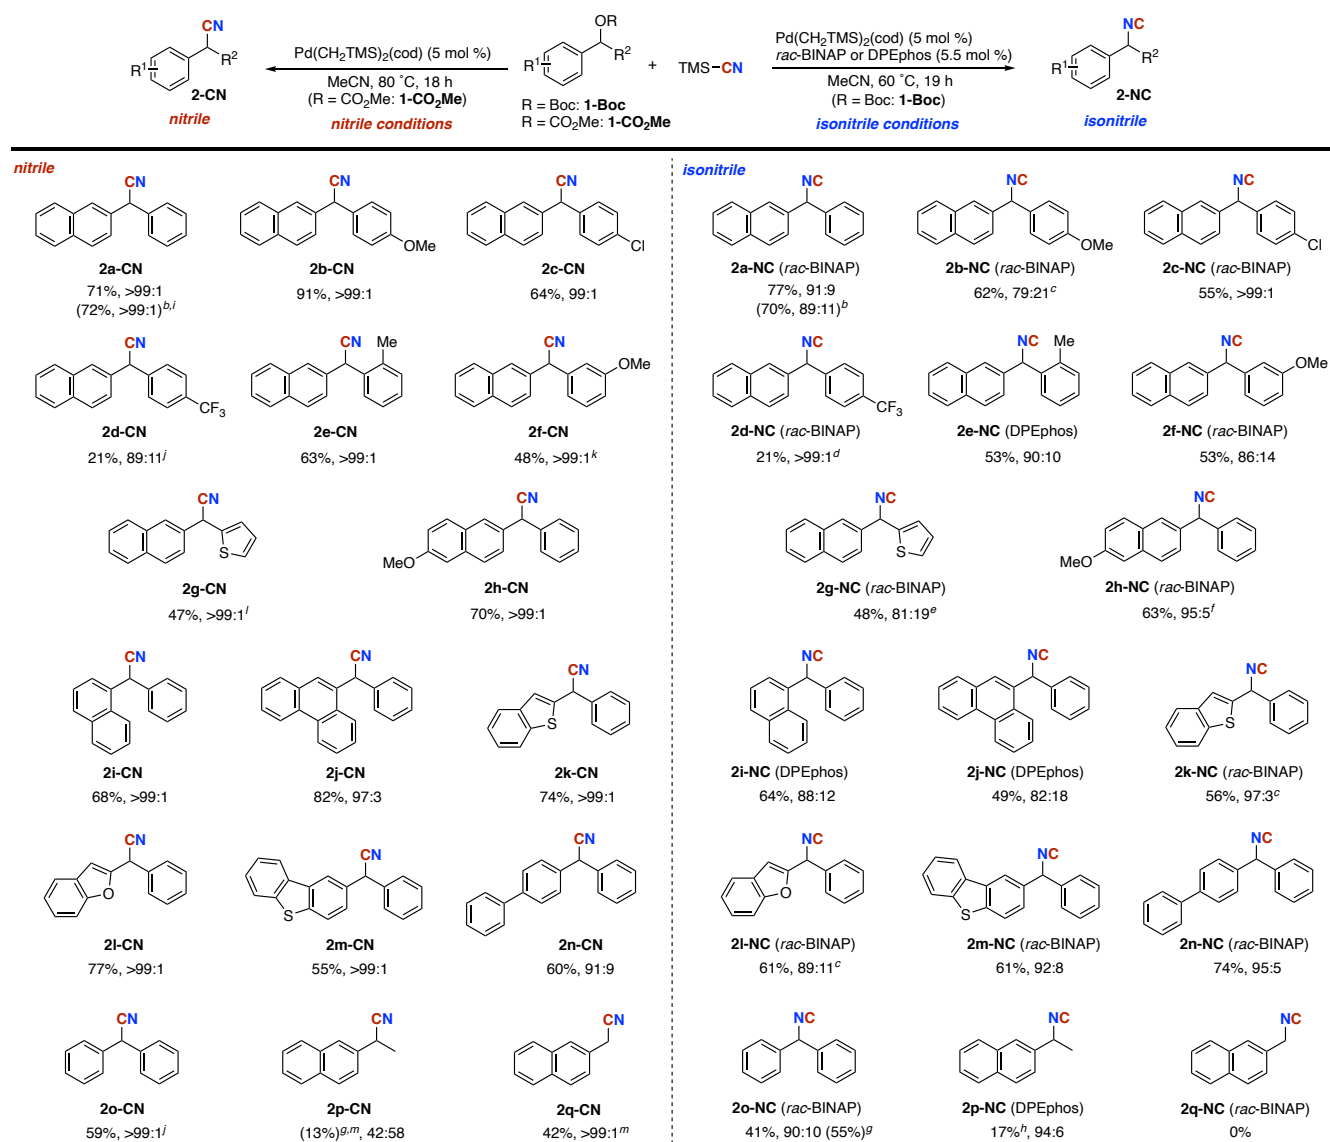 CN
R1
R2
2-CN
nitrile
Pd(CH2TMS)2(cod) (5 mol %)
MeCN, 80 ˚C, 18 h
(R = CO2Me: 1-CO2Me)
nitrile conditions
OR
R1
R2
R = Boc: 1-Boc
R = CO2Me: 1-CO2Me
+
TMS–CN
Pd(CH2TMS)2(cod) (5 mol %)
rac-BINAP or DPEphos (5.5 mol %)
MeCN, 60 ˚C, 19 h
(R = Boc: 1-Boc)
isonitrile conditions
NC
R1
R2
2-NC
isonitrile
nitrile
CN
CN
CN
OMe
Cl
2a-CN
2b-CN
2c-CN
71%, >99:1
91%, >99:1
64%, 99:1
(72%, >99:1)b,i
CN
CN
Me
CN
OMe
CF3
2d-CN
2e-CN
2f-CN
21%, 89:11j
63%, >99:1
48%, >99:1k
CN
CN
S
MeO
2g-CN
2h-CN
47%, >99:1l
70%, >99:1
CN
CN
CN
S
2i-CN
2j-CN
2k-CN
68%, >99:1
82%, 97:3
74%, >99:1
CN
CN
CN
O
S
2l-CN
2m-CN
2n-CN
77%, >99:1
55%, >99:1
60%, 91:9
CN
CN
CN
2o-CN
2p-CN
2q-CN
59%, >99:1j
(13%)g,m, 42:58
42%, >99:1m
isonitrile
NC
NC
NC
OMe
Cl
2a-NC (rac-BINAP)
2b-NC (rac-BINAP)
2c-NC (rac-BINAP)
77%, 91:9
62%, 79:21c
55%, >99:1
(70%, 89:11)b
NC
NC
Me
NC
OMe
CF3
2d-NC (rac-BINAP)
2e-NC (DPEphos)
2f-NC (rac-BINAP)
21%, >99:1d
53%, 90:10
53%, 86:14
NC
NC
S
MeO
2g-NC (rac-BINAP)
2h-NC (rac-BINAP)
48%, 81:19e
63%, 95:5f
NC
NC
NC
S
2i-NC (DPEphos)
2j-NC (DPEphos)
2k-NC (rac-BINAP)
64%, 88:12
49%, 82:18
56%, 97:3c
NC
NC
NC
O
S
2l-NC (rac-BINAP)
2m-NC (rac-BINAP)
2n-NC (rac-BINAP)
61%, 89:11c
61%, 92:8
74%, 95:5
NC
NC
NC
2o-NC (rac-BINAP)
2p-NC (DPEphos)
2q-NC (rac-BINAP)
41%, 90:10 (55%)g
17%h, 94:6
0%